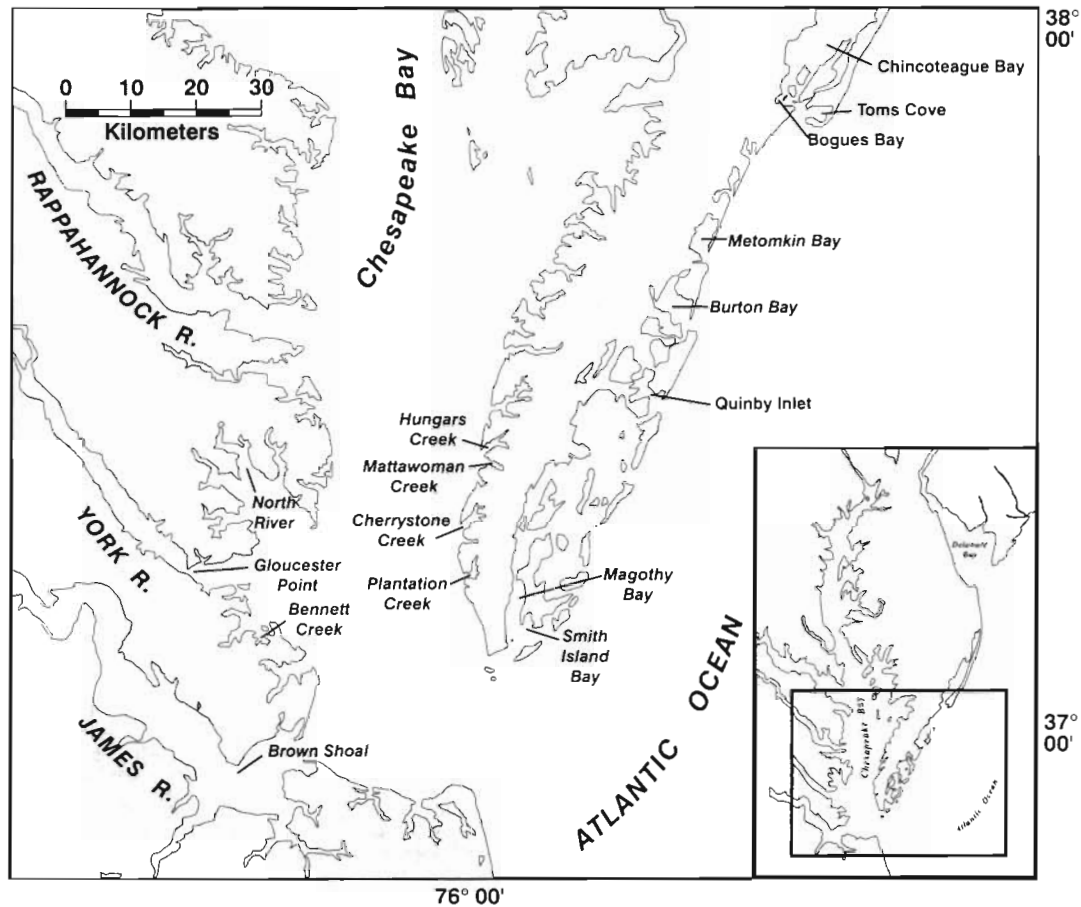 38°
00'
0 10 20 30
Kilometers
Chesapeake Bay
Chincoteague Bay
Toms Cove
Bogues Bay
RAPPAHANNOCK R.
Metomkin Bay
Burton Bay
Quinby Inlet
Hungars
Creek
Mattawoman
Creek
North
River
Cherrystone
Creek
YORK R.
Gloucester
Point
Plantation
Creek
Magothy
Bay
Bennett
Creek
Smith
Island
Bay
ATLANTIC OCEAN
JAMES R.
Brown Shoal
Delaware
Bay
Chesapeake Bay
Atlantic Ocean
37°
00'
76° 00'